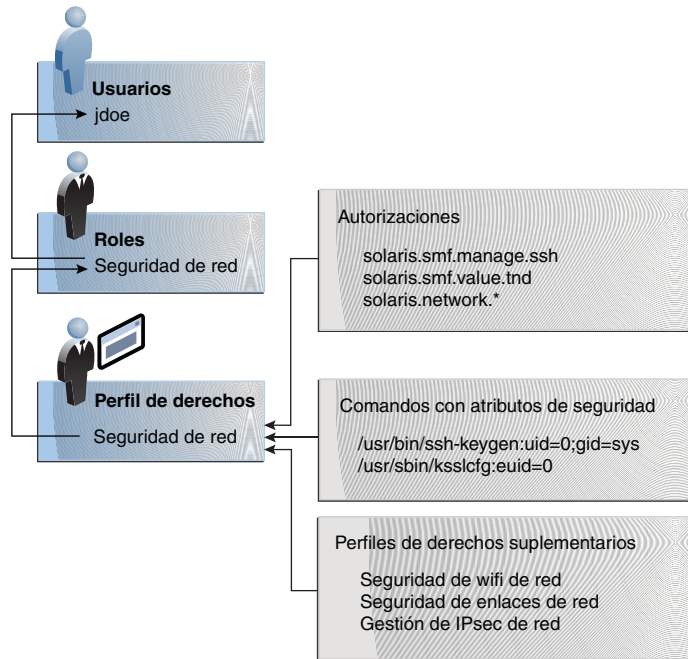 Usuarios
jdoe
Roles
Seguridad de red
Perfil de derechos
Seguridad de red
Autorizaciones
solaris.smf.manage.ssh
solaris.smf.value.tnd
solaris.network.*
Comandos con atributos de seguridad
/usr/bin/ssh-keygen:uid=0;gid=sys
/usr/sbin/ksslcfg:euid=0
Perfiles de derechos suplementarios
Seguridad de wifi de red
Seguridad de enlaces de red
Gestión de IPsec de red